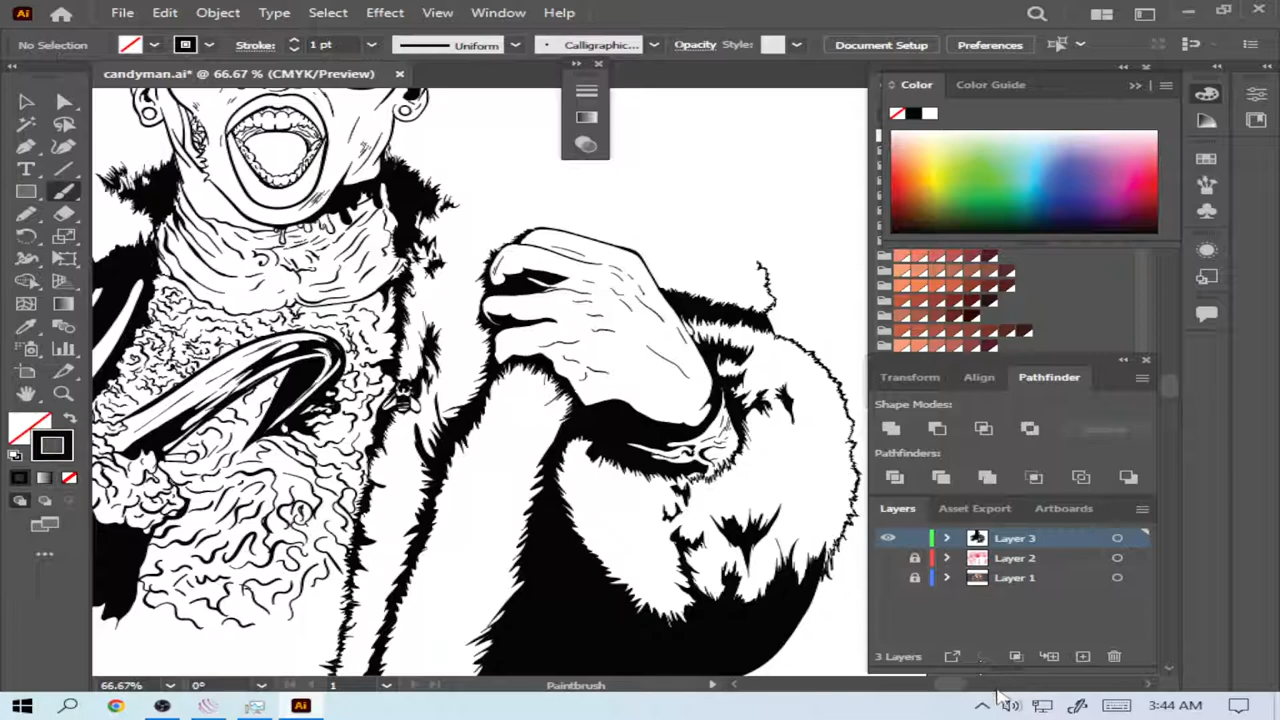 Ai File Edit Object Type Select Effect View Window Help
No Selection Stroke: 1 pt Uniform Calligraphic... Opacity Style: Document Setup Preferences
candyman.ai* @ 66.67 % (CMYK/Preview)
Color Color Guide
Transform Align Pathfinder
Shape Modes:
Pathfinders:
Layers Asset Export Artboards
Layer 3
Layer 2
Layer 1
3 Layers
66.67% 0° 1 Paintbrush
Ai 3:44 AM